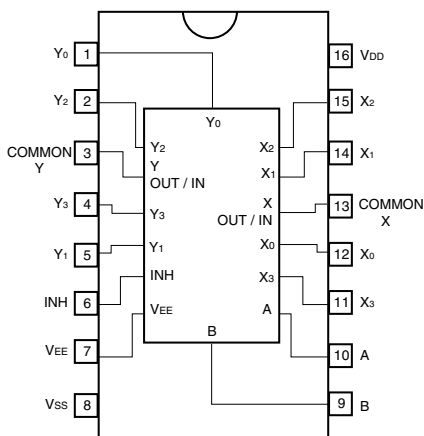 Y0 1
Y2 2
COMMON Y 3
Y3 4
Y1 5
INH 6
VEE 7
VSS 8
Y0
Y2
Y
OUT / IN
Y3
Y1
INH
VEE
B
X2
X1
X
OUT / IN
X0
X3
A
16 VDD
15 X2
14 X1
13 COMMON X
12 X0
11 X3
10 A
9 B